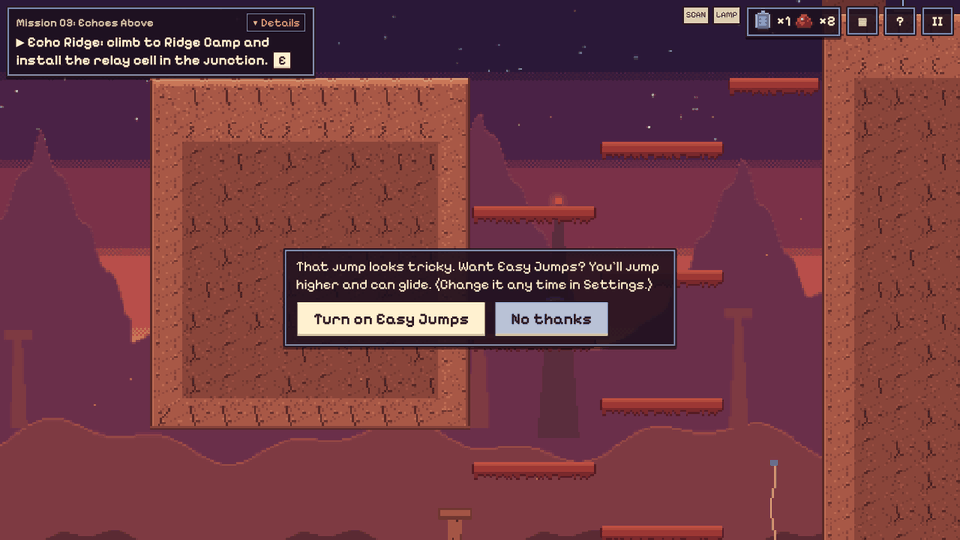 Mission 03: Echoes Above
▾ Details
▶ Echo Ridge: climb to Ridge Camp and
install the relay cell in the junction. E
SCAN LAMP
×1 ×8
? II
That jump looks tricky. Want Easy Jumps? You'll jump
higher and can glide. (Change it any time in Settings.)
Turn on Easy Jumps No thanks